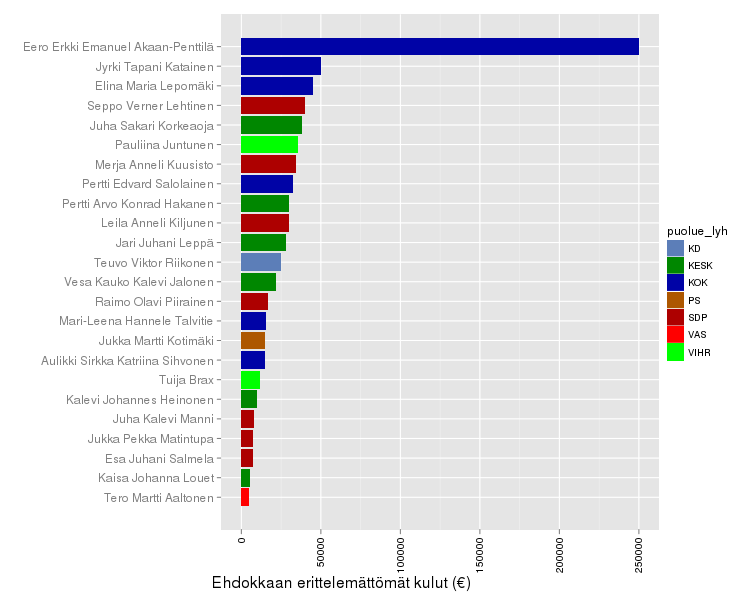 Eero Erkki Emanuel Akaan-Penttilä
Jyrki Tapani Katainen
Elina Maria Lepomäki
Seppo Verner Lehtinen
Juha Sakari Korkeaoja
Pauliina Juntunen
Merja Anneli Kuusisto
Pertti Edvard Salolainen
Pertti Arvo Konrad Hakanen
Leila Anneli Kiljunen
Jari Juhani Leppä
Teuvo Viktor Riikonen
Vesa Kauko Kalevi Jalonen
Raimo Olavi Piirainen
Mari-Leena Hannele Talvitie
Jukka Martti Kotimäki
Aulikki Sirkka Katriina Sihvonen
Tuija Brax
Kalevi Johannes Heinonen
Juha Kalevi Manni
Jukka Pekka Matintupa
Esa Juhani Salmela
Kaisa Johanna Louet
Tero Martti Aaltonen
0
50000
100000
150000
200000
250000
Ehdokkaan erittelemättömät kulut (€)
puolue_lyh
KD
KESK
KOK
PS
SDP
VAS
VIHR